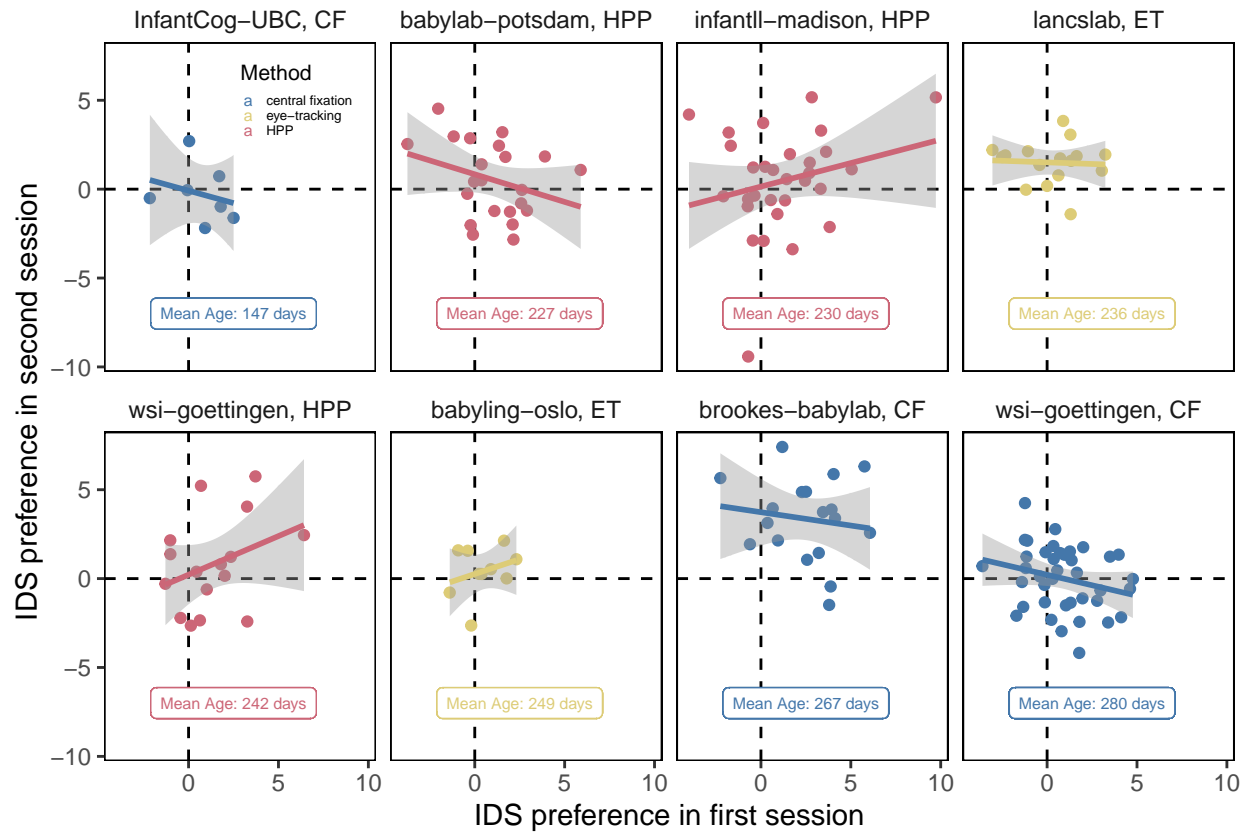 InfantCog−UBC, CF
babylab−potsdam, HPP
infantll−madison, HPP
lancslab, ET
Method
a central fixation
a eye−tracking
a HPP
5
0
−5
−10
Mean Age: 147 days
Mean Age: 227 days
Mean Age: 230 days
Mean Age: 236 days
wsi−goettingen, HPP
babyling−oslo, ET
brookes−babylab, CF
wsi−goettingen, CF
5
0
−5
−10
Mean Age: 242 days
Mean Age: 249 days
Mean Age: 267 days
Mean Age: 280 days
0 5 10
0 5 10
0 5 10
0 5 10
IDS preference in first session
IDS preference in second session